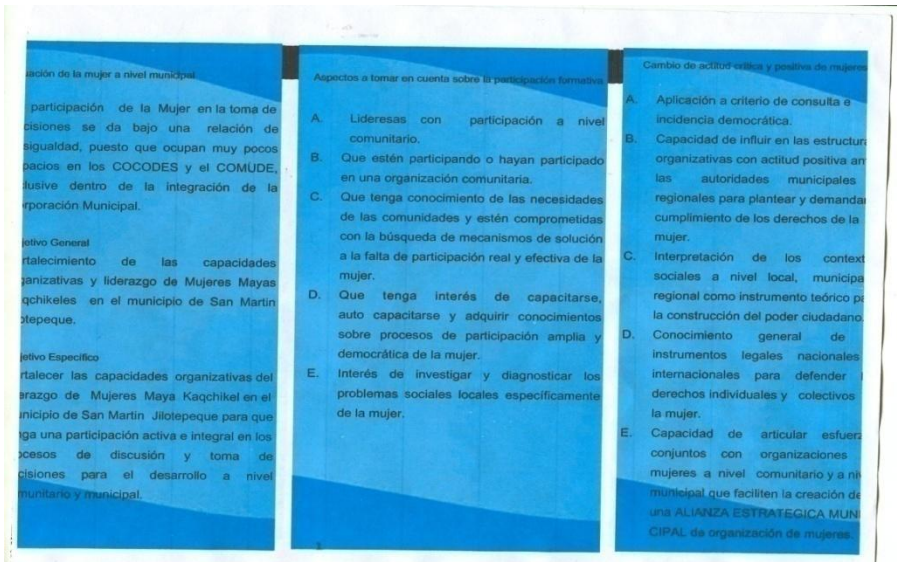 uación de la mujer a nivel municipal
participación de la Mujer en la toma de
cisiones se da bajo una relación de
sigualdad, puesto que ocupan muy pocos
pacios en los COCODES y el COMUDE,
lusive dentro de la integración de la
rporación Municipal.
jetivo General
rtalecimiento de las capacidades
ganizativas y liderazgo de Mujeres Mayas
qchikeles en el municipio de San Martin
otepeque.
jetivo Específico
rtalecer las capacidades organizativas del
erazgo de Mujeres Maya Kaqchikel en el
unicipio de San Martin Jilotepeque para que
nga una participación activa e integral en los
ocesos de discusión y toma de
cisiones para el desarrollo a nivel
munitario y municipal.
Aspectos a tomar en cuenta sobre la participación formativa
A. Lideresas con participación a nivel
comunitario.
B. Que estén participando o hayan participado
en una organización comunitaria.
C. Que tenga conocimiento de las necesidades
de las comunidades y estén comprometidas
con la búsqueda de mecanismos de solución
a la falta de participación real y efectiva de la
mujer.
D. Que tenga interés de capacitarse,
auto capacitarse y adquirir conocimientos
sobre procesos de participación amplia y
democrática de la mujer.
E. Interés de investigar y diagnosticar los
problemas sociales locales específicamente
de la mujer.
Cambio de actitud crítica y positiva de mujeres
A. Aplicación a criterio de consulta e
incidencia democrática.
B. Capacidad de influir en las estructura
organizativas con actitud positiva an
las autoridades municipales
regionales para plantear y demandar
cumplimiento de los derechos de la
mujer.
C. Interpretación de los context
sociales a nivel local, municipa
regional como instrumento teórico pa
la construcción del poder ciudadano.
D. Conocimiento general de
instrumentos legales nacionales
internacionales para defender l
derechos individuales y colectivos
la mujer.
E. Capacidad de articular esfuerz
conjuntos con organizaciones
mujeres a nivel comunitario y a niv
municipal que faciliten la creación de
una ALIANZA ESTRATEGICA MUNI
CIPAL de organización de mujeres.